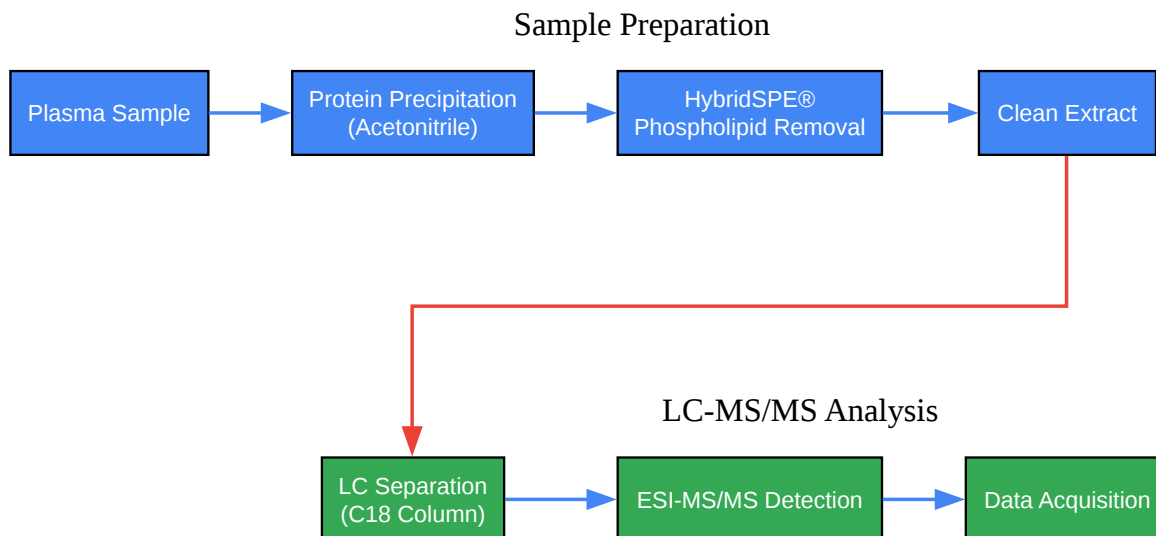 Sample Preparation
Plasma Sample
Protein Precipitation
(Acetonitrile)
HybridSPE®
Phospholipid Removal
Clean Extract
LC-MS/MS Analysis
LC Separation
(C18 Column)
ESI-MS/MS Detection
Data Acquisition